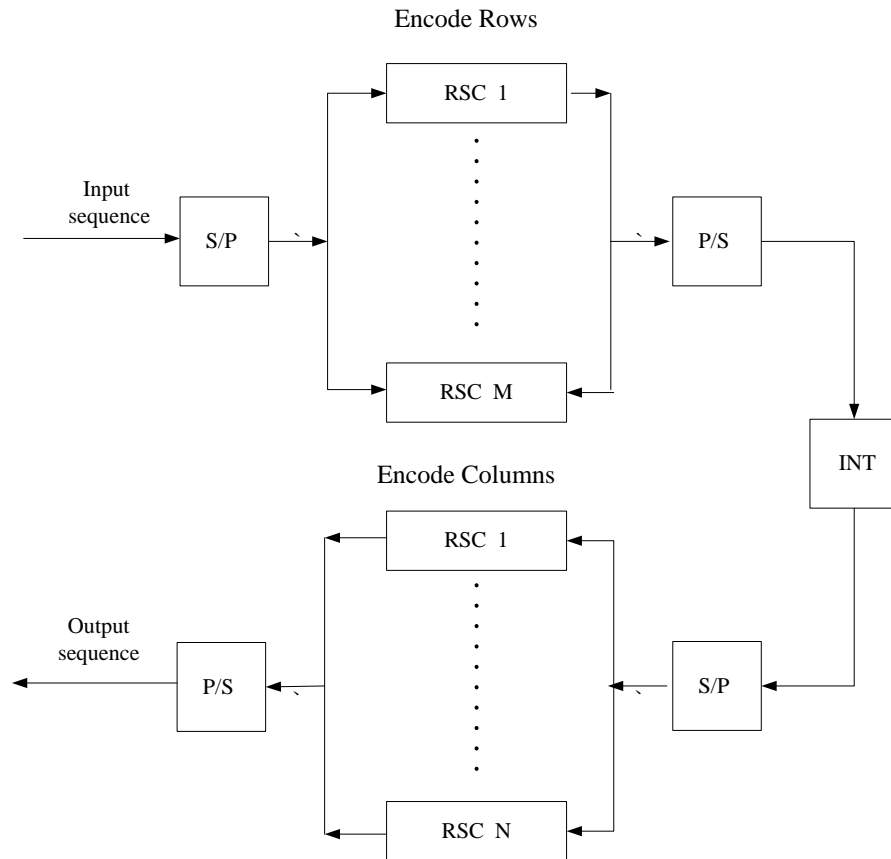 Encode Rows
RSC 1
Input
sequence
S/P
`
`
P/S
RSC M
INT
Encode Columns
RSC 1
Output
sequence
P/S
`
`
S/P
RSC N